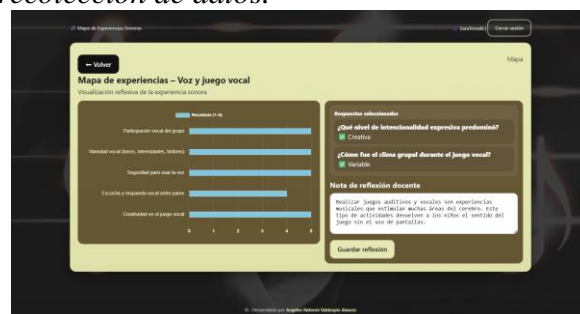 recolección de datos.
Mapa de Experiencias Sonoras
Cerrar sesión
← Volver
Mapa
Mapa de experiencias – Voz y juego vocal
Visualización reflexiva de la experiencia sonora
Resultado (1–5)
Participación vocal del grupo
Variedad vocal (tonos, intensidades, timbres)
Seguridad para usar la voz
Escucha y respuesta vocal entre pares
Creatividad en el juego vocal
0 1 2 3 4 5
Respuestas seleccionadas
¿Qué nivel de intencionalidad expresiva predominó?
Creativa
¿Cómo fue el clima grupal durante el juego vocal?
Variable
Nota de reflexión docente
Realizar juegos auditivos y vocales son experiencias
musicales que estimulan muchas áreas del cerebro. Este
tipo de actividades devuelven a los niños el sentido del
juego sin el uso de pantallas.
Guardar reflexión
Desarrollado por Angeles Nohemi